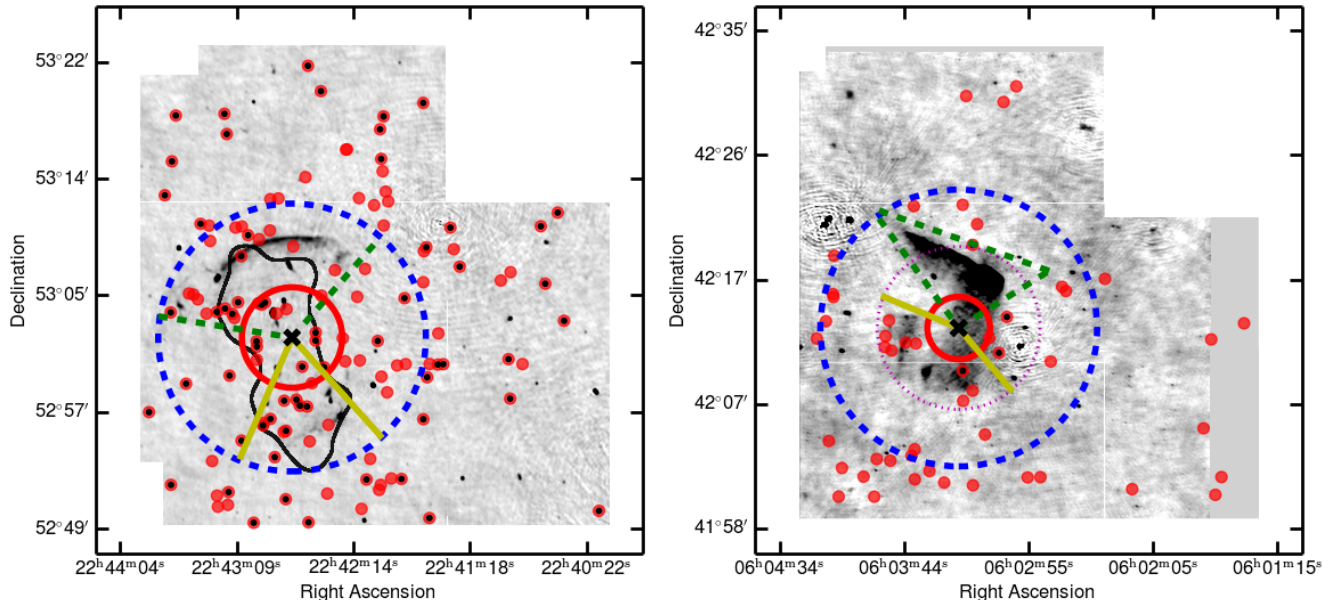 53°22′
53°14′
53°05′
52°57′
52°49′
Declination
22ʰ44ᵐ04ˢ 22ʰ43ᵐ09ˢ 22ʰ42ᵐ14ˢ 22ʰ41ᵐ18ˢ 22ʰ40ᵐ22ˢ
Right Ascension
42°35′
42°26′
42°17′
42°07′
41°58′
Declination
06ʰ04ᵐ34ˢ 06ʰ03ᵐ44ˢ 06ʰ02ᵐ55ˢ 06ʰ02ᵐ05ˢ 06ʰ01ᵐ15ˢ
Right Ascension